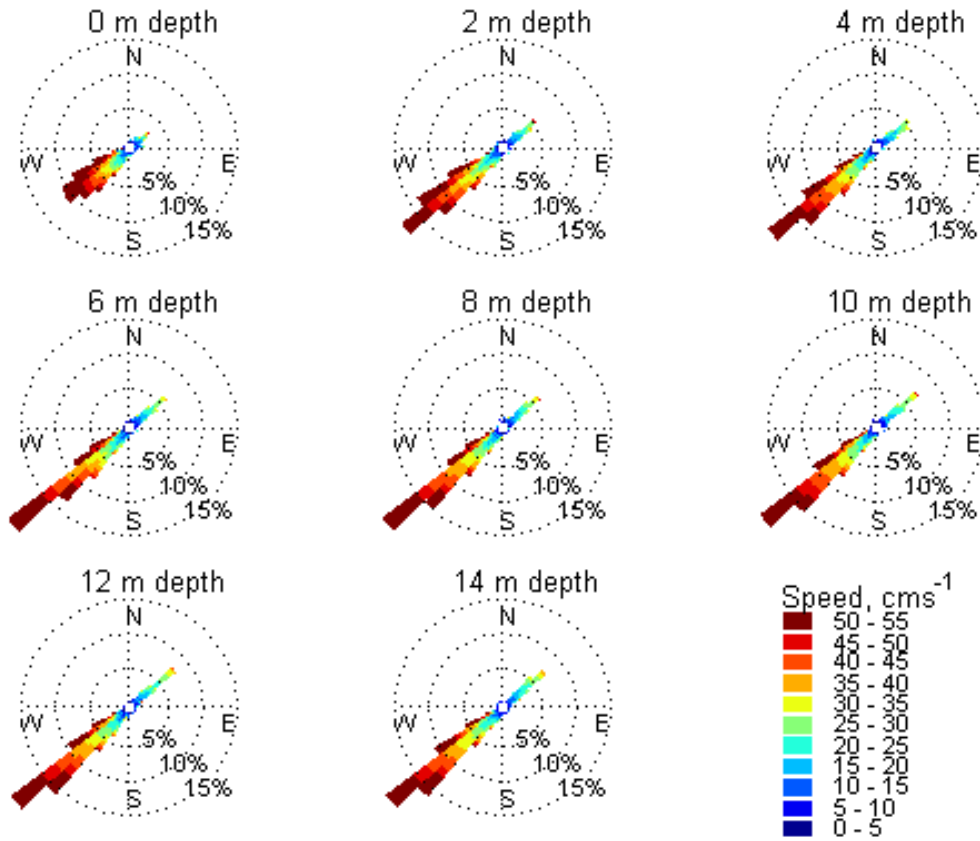 0 m depth
N
W
E
5%
10%
15%
S
2 m depth
N
W
E
5%
10%
15%
S
4 m depth
N
W
E
5%
10%
15%
S
6 m depth
N
W
E
5%
10%
15%
S
8 m depth
N
W
E
5%
10%
15%
S
10 m depth
N
W
E
5%
10%
15%
S
12 m depth
N
W
E
5%
10%
15%
S
14 m depth
N
W
E
5%
10%
15%
S
Speed, cms⁻¹
50 - 55
45 - 50
40 - 45
35 - 40
30 - 35
25 - 30
20 - 25
15 - 20
10 - 15
5 - 10
0 - 5